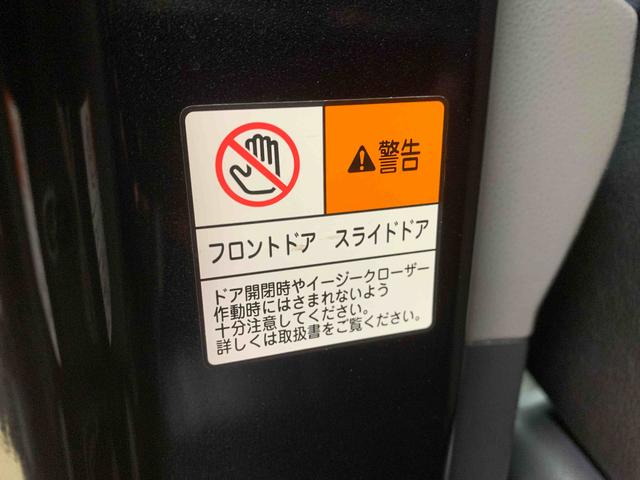 警告
フロントドア　スライドドア
ドア開閉時やイージークローザー
作動時にはさまれないよう
十分注意してください。
詳しくは取扱書をご覧ください。